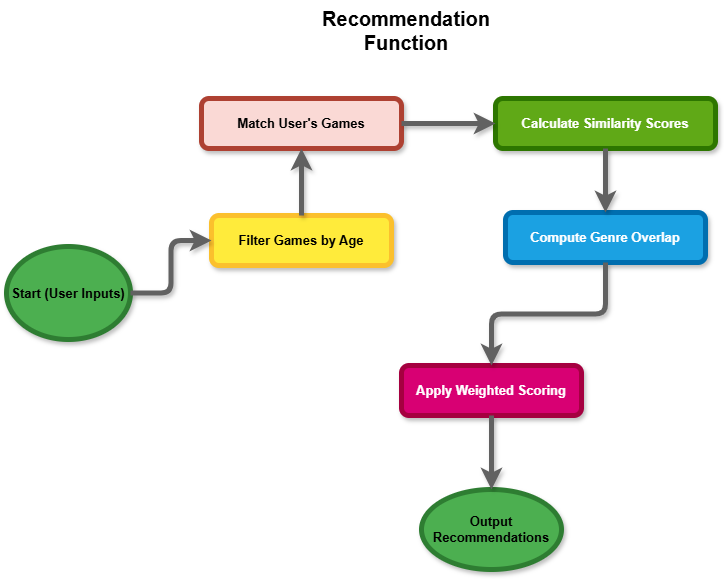 Recommendation
Function
Match User's Games
Calculate Similarity Scores
Filter Games by Age
Compute Genre Overlap
Start (User Inputs)
Apply Weighted Scoring
Output
Recommendations